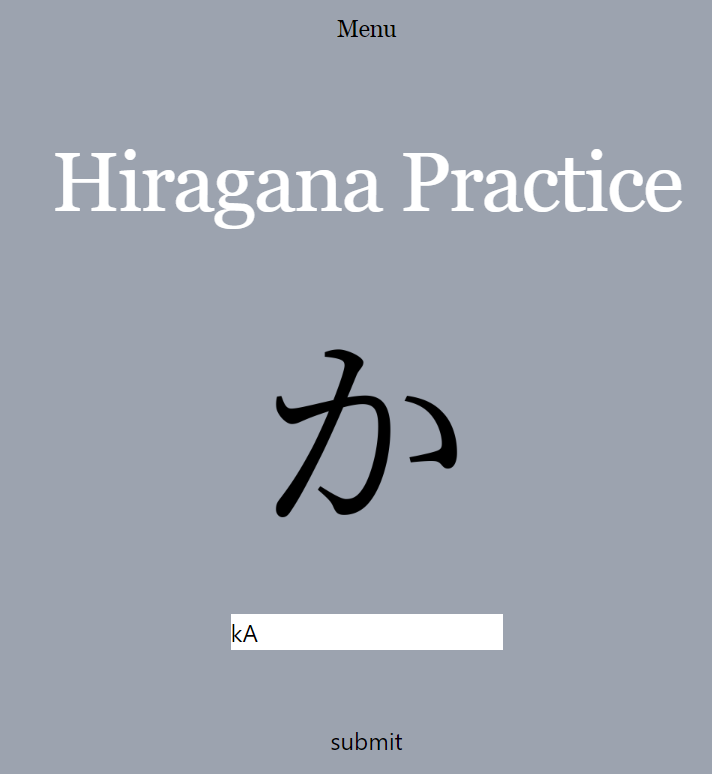 Menu
Hiragana Practice
か
kA
submit